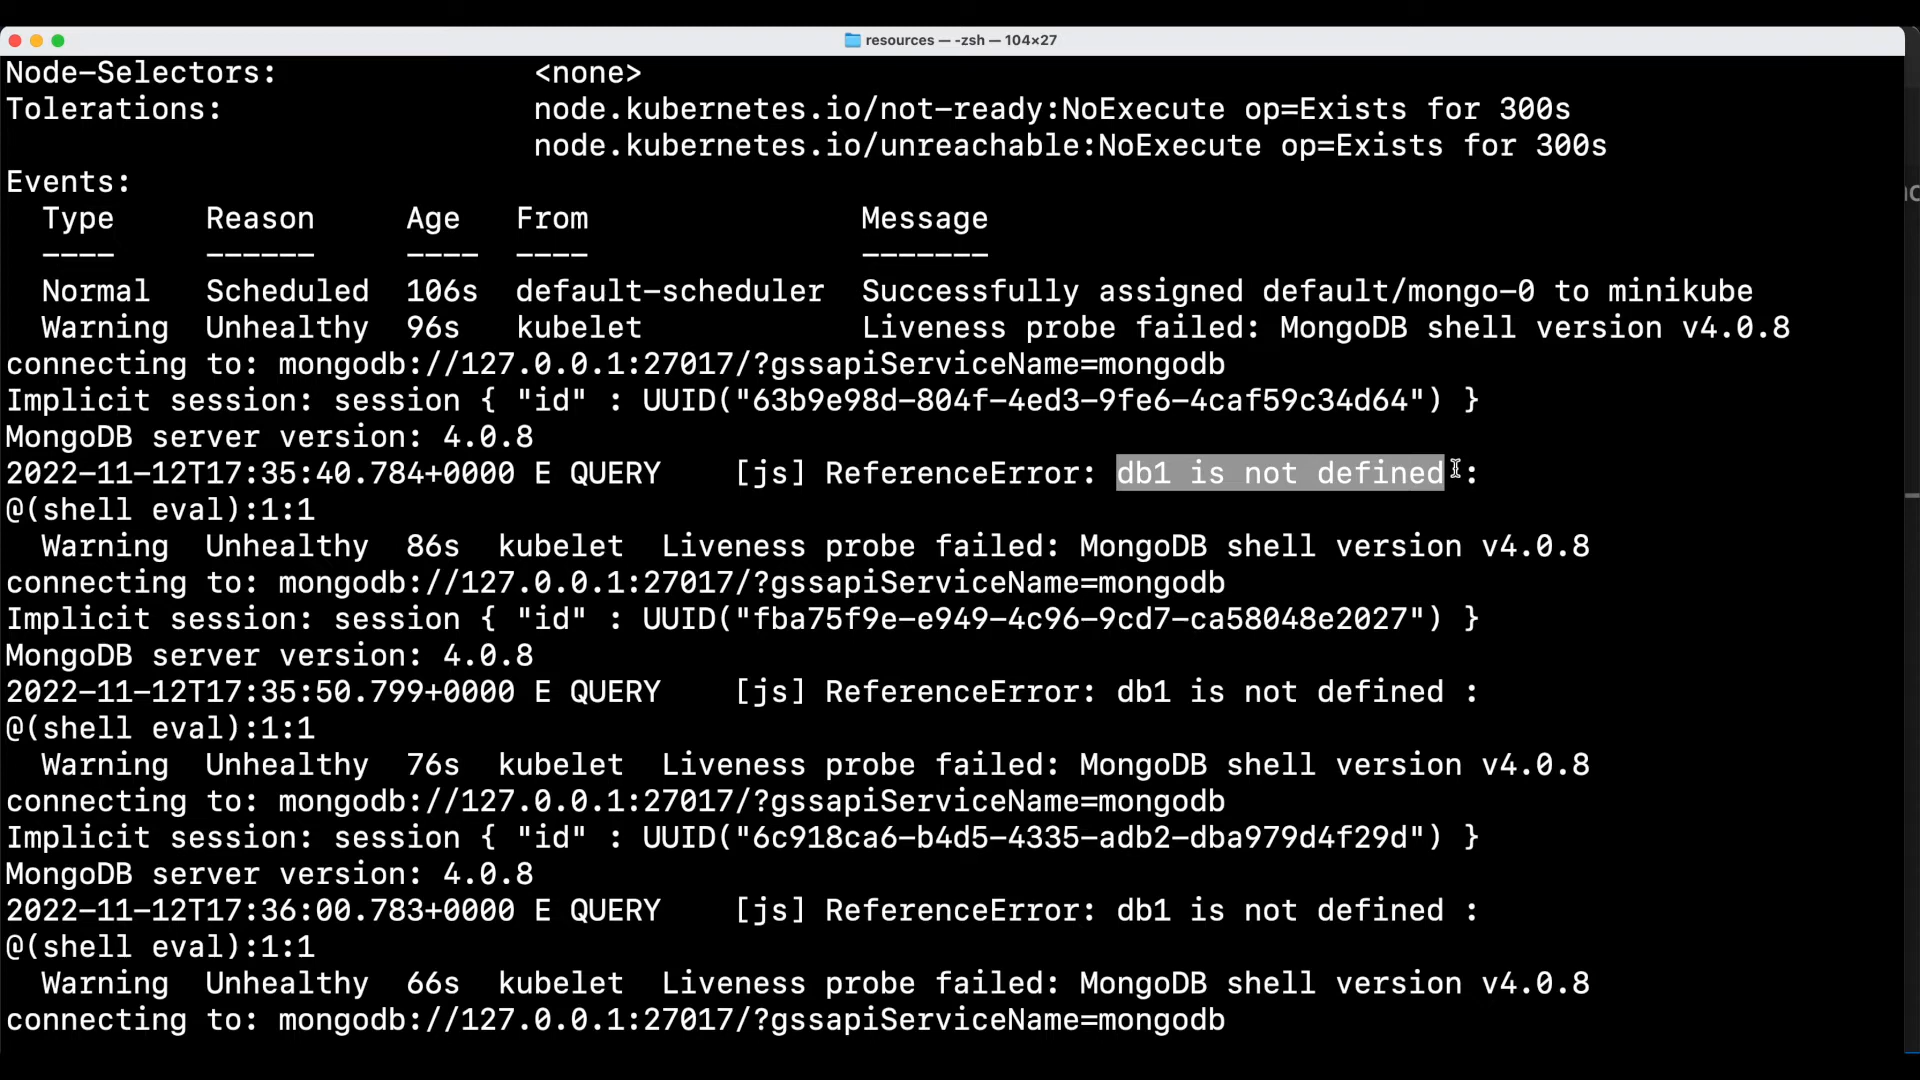 resources — -zsh — 104×27
Node-Selectors:              <none>
Tolerations:                 node.kubernetes.io/not-ready:NoExecute op=Exists for 300s
                             node.kubernetes.io/unreachable:NoExecute op=Exists for 300s
Events:
  Type     Reason     Age   From               Message
  ----     ------     ----  ----               -------
  Normal   Scheduled  106s  default-scheduler  Successfully assigned default/mongo-0 to minikube
  Warning  Unhealthy  96s   kubelet            Liveness probe failed: MongoDB shell version v4.0.8
connecting to: mongodb://127.0.0.1:27017/?gssapiServiceName=mongodb
Implicit session: session { "id" : UUID("63b9e98d-804f-4ed3-9fe6-4caf59c34d64") }
MongoDB server version: 4.0.8
2022-11-12T17:35:40.784+0000 E QUERY    [js] ReferenceError: db1 is not defined :
@(shell eval):1:1
  Warning  Unhealthy  86s  kubelet  Liveness probe failed: MongoDB shell version v4.0.8
connecting to: mongodb://127.0.0.1:27017/?gssapiServiceName=mongodb
Implicit session: session { "id" : UUID("fba75f9e-e949-4c96-9cd7-ca58048e2027") }
MongoDB server version: 4.0.8
2022-11-12T17:35:50.799+0000 E QUERY    [js] ReferenceError: db1 is not defined :
@(shell eval):1:1
  Warning  Unhealthy  76s  kubelet  Liveness probe failed: MongoDB shell version v4.0.8
connecting to: mongodb://127.0.0.1:27017/?gssapiServiceName=mongodb
Implicit session: session { "id" : UUID("6c918ca6-b4d5-4335-adb2-dba979d4f29d") }
MongoDB server version: 4.0.8
2022-11-12T17:36:00.783+0000 E QUERY    [js] ReferenceError: db1 is not defined :
@(shell eval):1:1
  Warning  Unhealthy  66s  kubelet  Liveness probe failed: MongoDB shell version v4.0.8
connecting to: mongodb://127.0.0.1:27017/?gssapiServiceName=mongodb